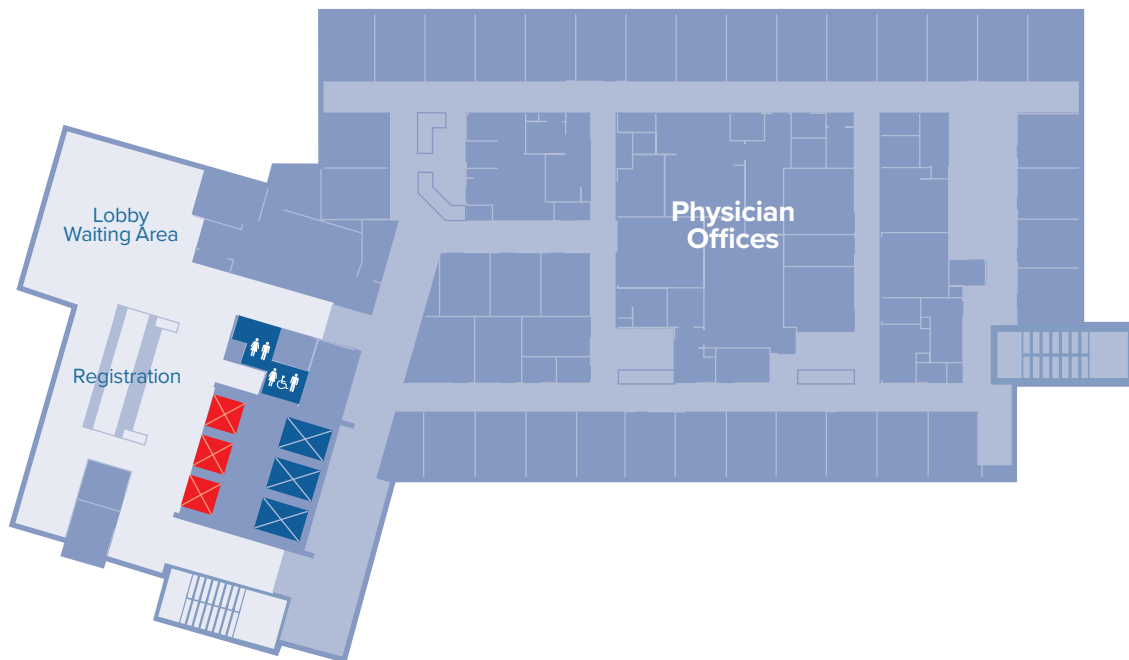 Lobby
Waiting Area
Physician
Offices
Registration